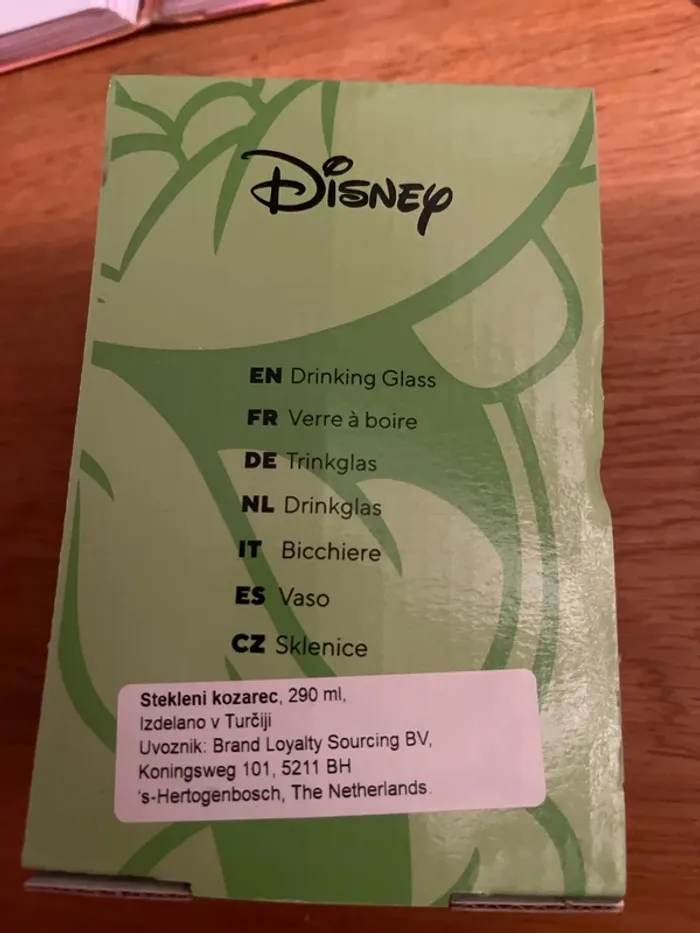 Disney
EN Drinking Glass
FR Verre à boire
DE Trinkglas
NL Drinkglas
IT Bicchiere
ES Vaso
CZ Sklenice
Stekleni kozarec, 290 ml,
Izdelano v Turčiji
Uvoznik: Brand Loyalty Sourcing BV,
Koningsweg 101, 5211 BH
's-Hertogenbosch, The Netherlands.